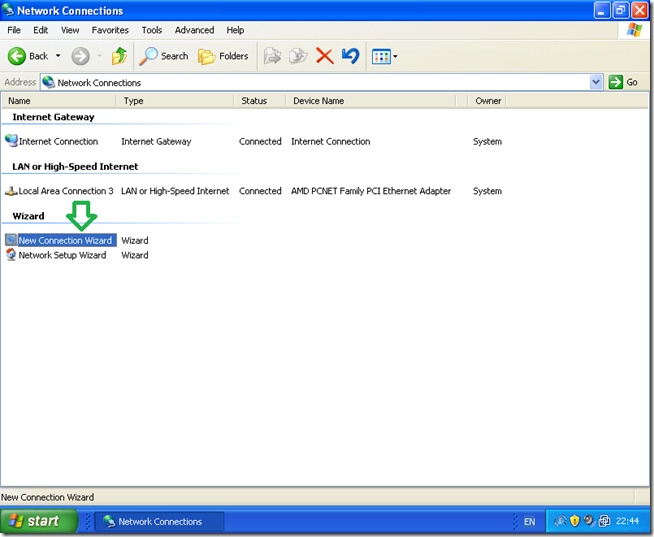 Network Connections
File Edit View Favorites Tools Advanced Help
Back Search Folders
Address Network Connections Go
Name Type Status Device Name Owner
Internet Gateway
Internet Connection Internet Gateway Connected Internet Connection System
LAN or High-Speed Internet
Local Area Connection 3 LAN or High-Speed Internet Connected AMD PCNET Family PCI Ethernet Adapter System
Wizard
New Connection Wizard Wizard
Network Setup Wizard Wizard
New Connection Wizard
start Network Connections EN 22:44